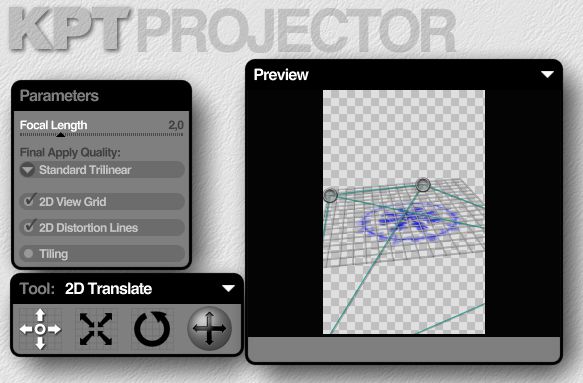 KPT PROJECTOR
Parameters
Focal Length 2,0
Final Apply Quality:
Standard Trilinear
2D View Grid
2D Distortion Lines
Tiling
Tool: 2D Translate
Preview